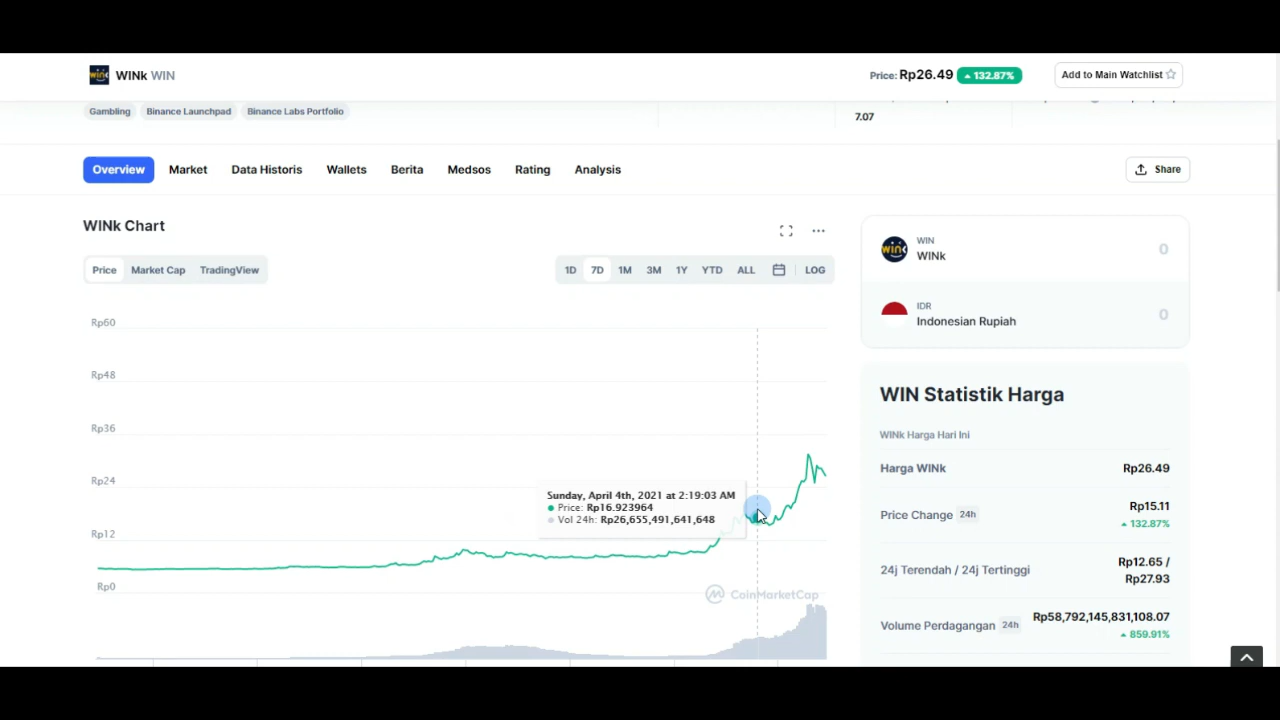 WINk WIN
Price: Rp26.49 132.87%
Add to Main Watchlist
Gambling Binance Launchpad Binance Labs Portfolio
7.07
Overview Market Data Historis Wallets Berita Medsos Rating Analysis
Share
WINk Chart
Price Market Cap TradingView
1D 7D 1M 3M 1Y YTD ALL LOG
Rp60
Rp48
Rp36
Rp24
Rp12
Rp0
Sunday, April 4th, 2021 at 2:19:03 AM
Price: Rp16.923964
Vol 24h: Rp26,655,491,641,648
CoinMarketCap
WIN
WINk
0
IDR
Indonesian Rupiah
0
WIN Statistik Harga
WINk Harga Hari Ini
Harga WINk Rp26.49
Price Change 24h Rp15.11
132.87%
24j Terendah / 24j Tertinggi Rp12.65 /
Rp27.93
Volume Perdagangan 24h Rp58,792,145,831,108.07
859.91%